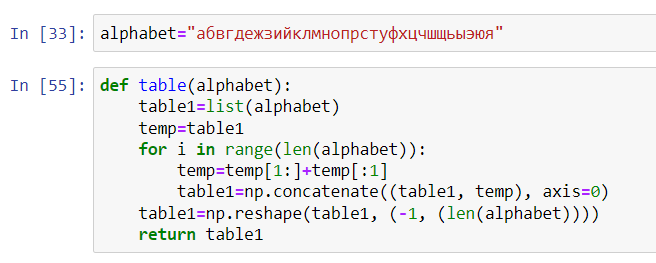 In [33]: alphabet="абвгдежзийклмнопрстуфхцчшщьыэюя"
In [55]: def table(alphabet):
table1=list(alphabet)
temp=table1
for i in range(len(alphabet)):
temp=temp[1:]+temp[:1]
table1=np.concatenate((table1, temp), axis=0)
table1=np.reshape(table1, (-1, (len(alphabet))))
return table1